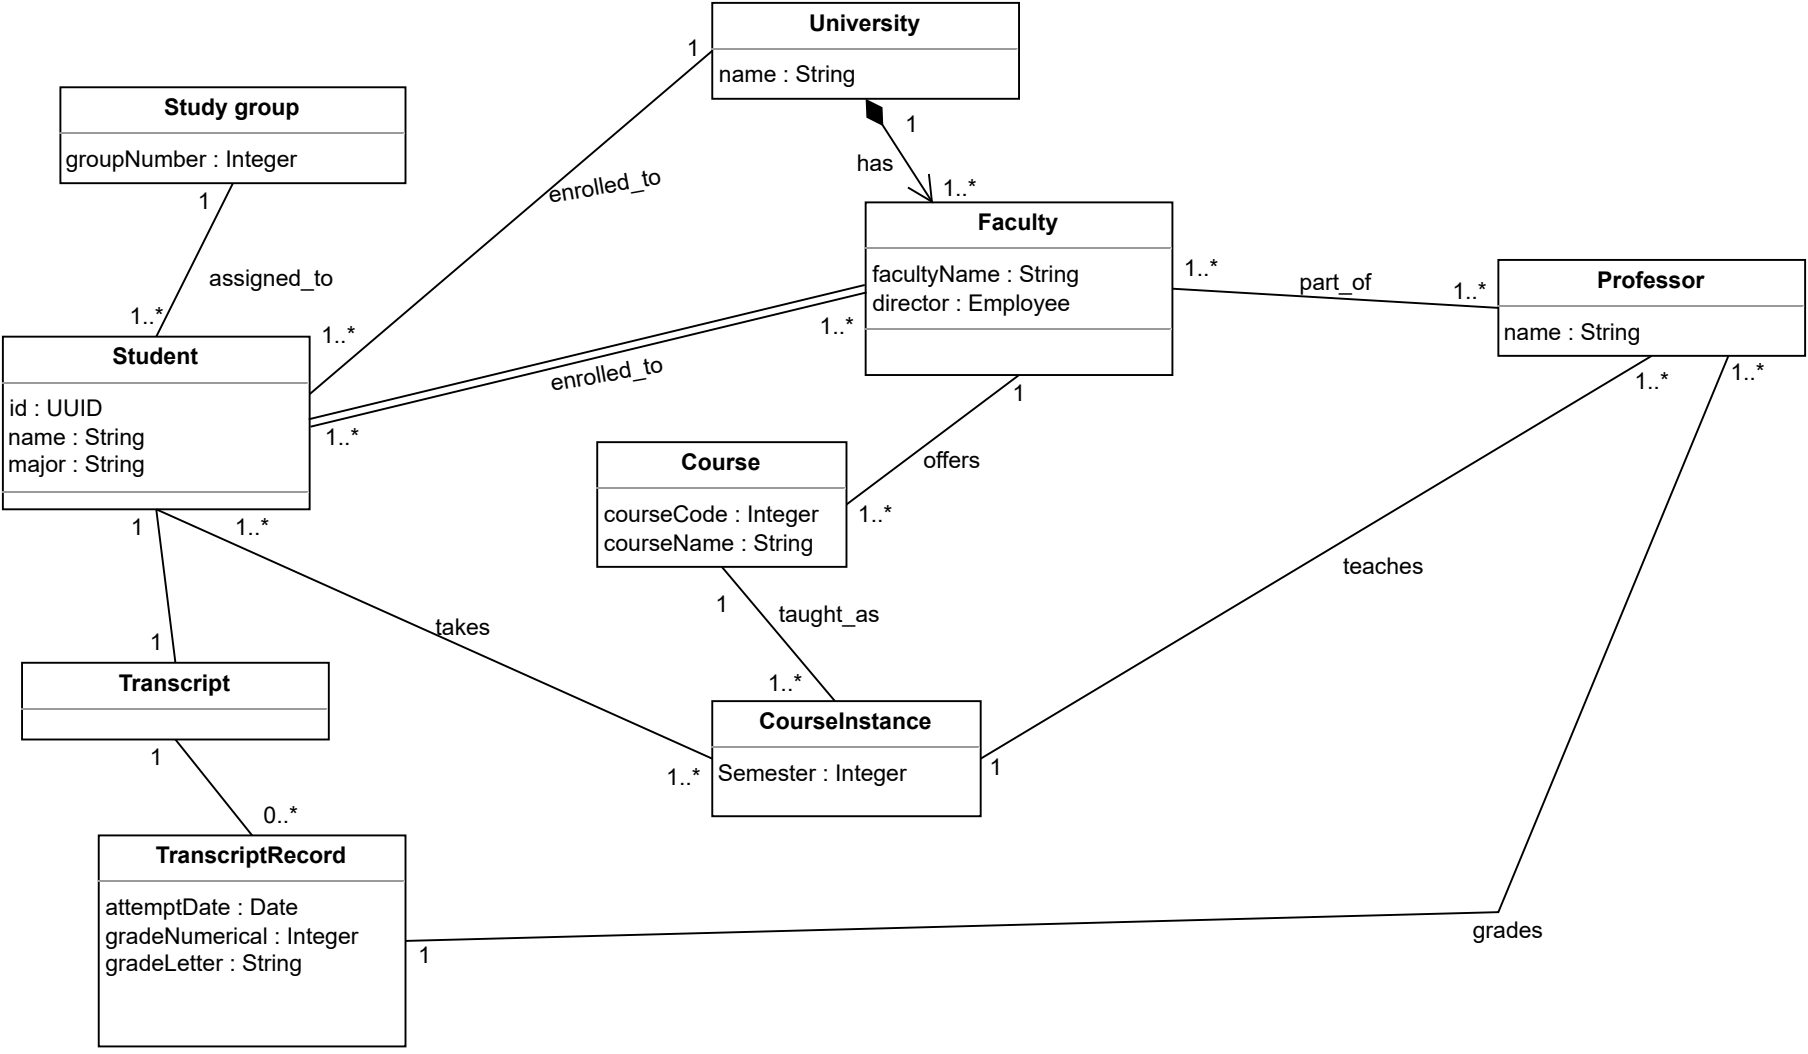 University
name : String
1
1
has
1..*
Study group
groupNumber : Integer
1
assigned_to
1..*
enrolled_to
1..*
Faculty
facultyName : String
director : Employee
1..*
enrolled_to
1..*
1..*
part_of
1..*
Professor
name : String
1..*
1..*
Student
id : UUID
name : String
major : String
1
1..*
1
offers
1..*
Course
courseCode : Integer
courseName : String
1
taught_as
1..*
teaches
takes
1
Transcript
1
0..*
CourseInstance
Semester : Integer
1..*
1
TranscriptRecord
attemptDate : Date
gradeNumerical : Integer
gradeLetter : String
1
grades